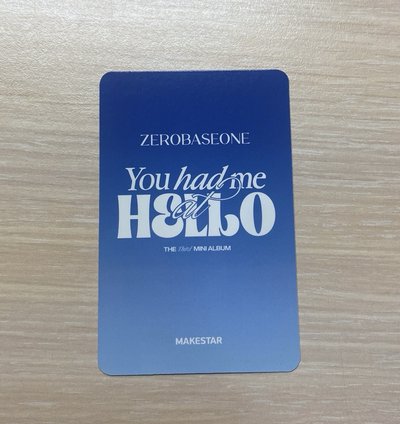 ZEROBASEONE
You had me
at
HELLO
THE Third MINI ALBUM
MAKESTAR